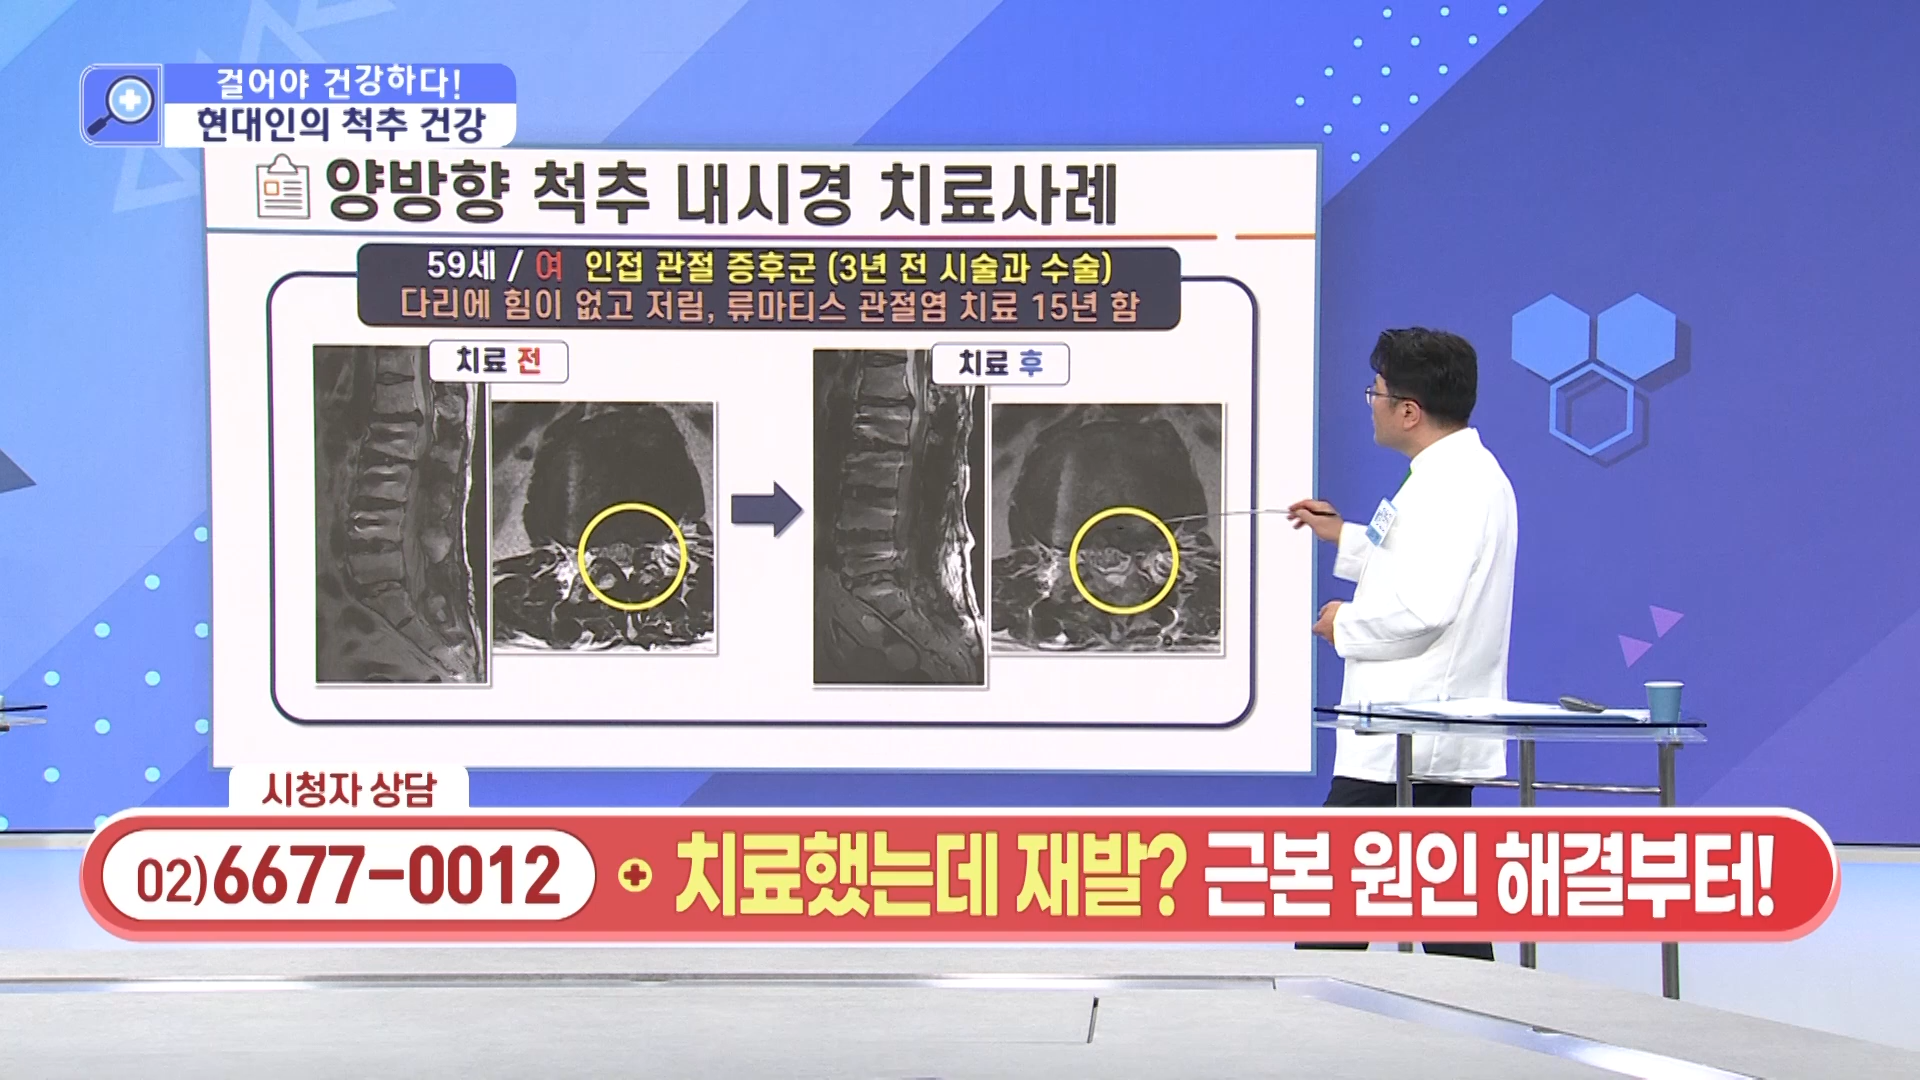 걸어야 건강하다!
현대인의 척추 건강
양방향 척추 내시경 치료사례
59세 / 여 인접 관절 증후군 (3년 전 시술과 수술)
다리에 힘이 없고 저림, 류마티스 관절염 치료 15년 함
치료 전
치료 후
시청자 상담
02)6677-0012
치료했는데 재발? 근본 원인 해결부터!